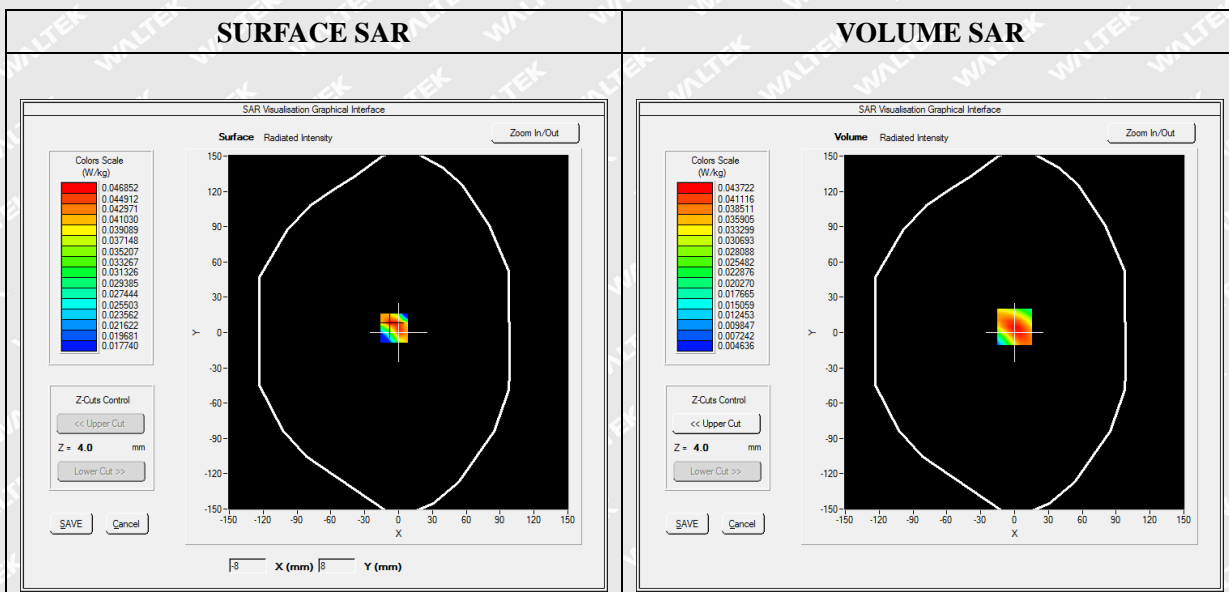 SURFACE SAR
SAR Visualisation Graphical Interface
Surface Radiated Intensity
Zoom In/Out
Colors Scale
(W/kg)
0.046852
0.044912
0.042971
0.041030
0.039089
0.037148
0.035207
0.033267
0.031326
0.029385
0.027444
0.025503
0.023562
0.021622
0.019681
0.017740
Z-Cuts Control
<< Upper Cut
Z = 4.0 mm
Lower Cut >>
SAVE Cancel
150
120
90
60
30
0
-30
-60
-90
-120
-150
Y
-150 -120 -90 -60 -30 0 30 60 90 120 150
X
-8 X (mm) 8 Y (mm)
VOLUME SAR
SAR Visualisation Graphical Interface
Volume Radiated Intensity
Zoom In/Out
Colors Scale
(W/kg)
0.043722
0.041116
0.038511
0.035905
0.033299
0.030693
0.028088
0.025482
0.022876
0.020270
0.017665
0.015059
0.012453
0.009847
0.007242
0.004636
Z-Cuts Control
<< Upper Cut
Z = 4.0 mm
Lower Cut >>
SAVE Cancel
150
120
90
60
30
0
-30
-60
-90
-120
-150
Y
-150 -120 -90 -60 -30 0 30 60 90 120 150
X
WALTEK